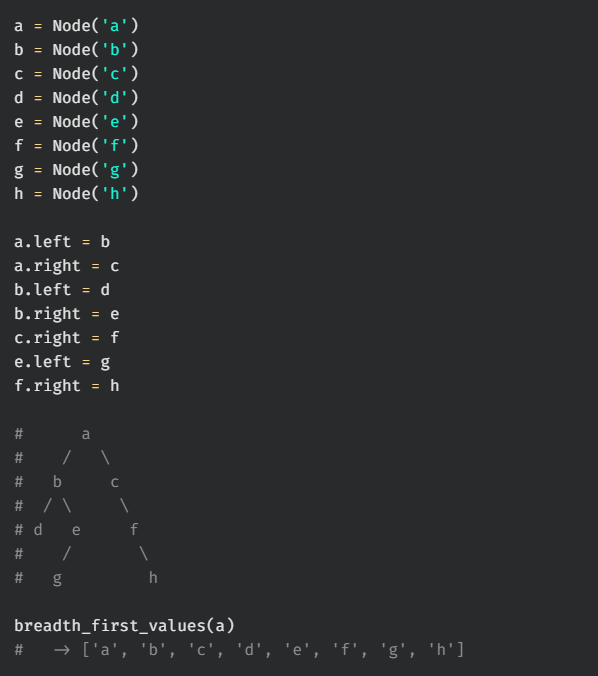 a = Node('a')
b = Node('b')
c = Node('c')
d = Node('d')
e = Node('e')
f = Node('f')
g = Node('g')
h = Node('h')

a.left = b
a.right = c
b.left = d
b.right = e
c.right = f
e.left = g
f.right = h

#      a
#    /   \
#   b     c
#  / \     \
# d   e     f
#    /       \
#   g         h

breadth_first_values(a)
#   -> ['a', 'b', 'c', 'd', 'e', 'f', 'g', 'h']